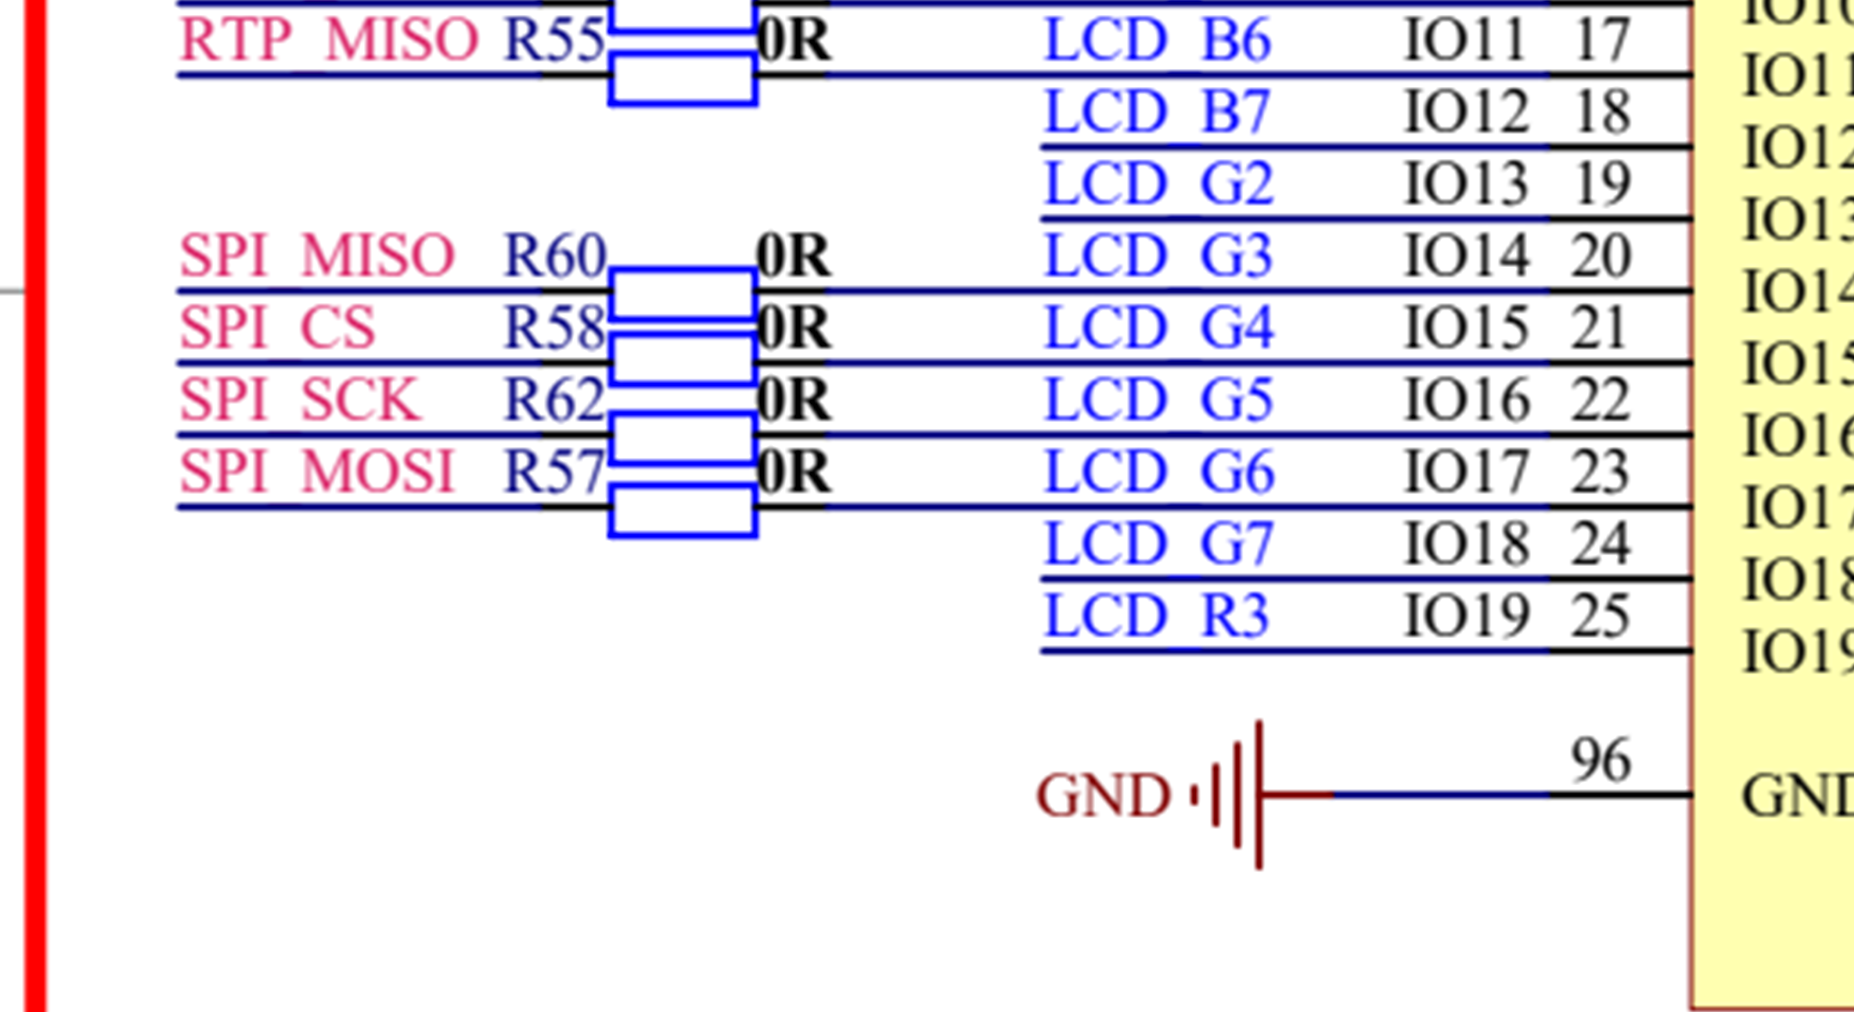 IO10
RTP MISO R55 0R LCD B6 IO11 17
IO11
LCD B7 IO12 18
IO12
LCD G2 IO13 19
IO13
SPI MISO R60 0R LCD G3 IO14 20
IO14
SPI CS R58 0R LCD G4 IO15 21
IO15
SPI SCK R62 0R LCD G5 IO16 22
IO16
SPI MOSI R57 0R LCD G6 IO17 23
IO17
LCD G7 IO18 24
IO18
LCD R3 IO19 25
IO19
96
GND GND